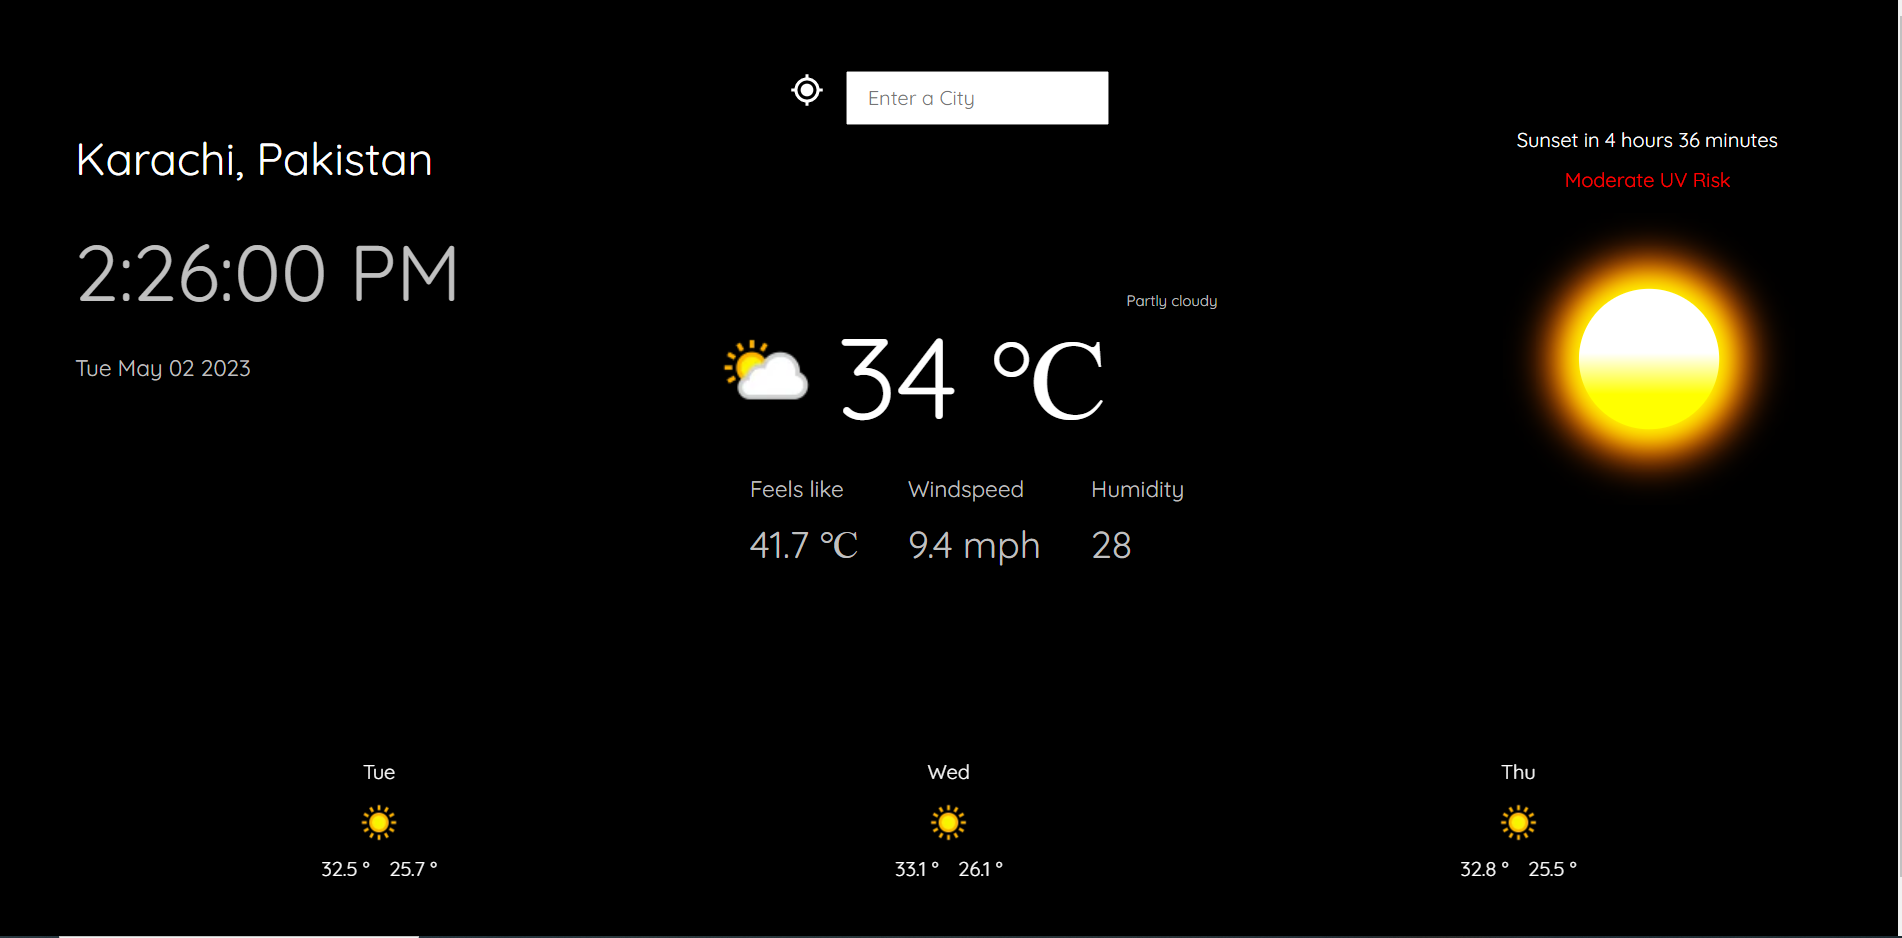 Enter a City
Karachi, Pakistan
2:26:00 PM
Tue May 02 2023
Sunset in 4 hours 36 minutes
Moderate UV Risk
Partly cloudy
34 °C
Feels like Windspeed Humidity
41.7 °C 9.4 mph 28
Tue Wed Thu
32.5 ° 25.7 ° 33.1 ° 26.1 ° 32.8 ° 25.5 °